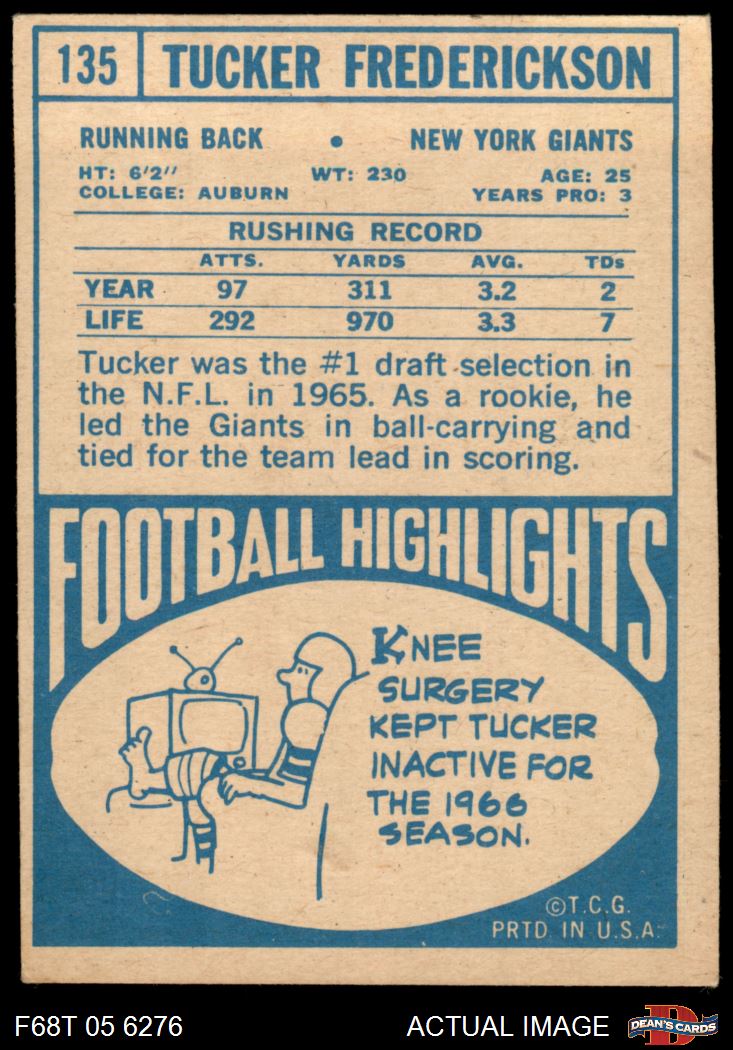 135 TUCKER FREDERICKSON
RUNNING BACK • NEW YORK GIANTS
HT: 6'2" WT: 230 AGE: 25
COLLEGE: AUBURN YEARS PRO: 3
RUSHING RECORD
ATTS. YARDS AVG. TDs
YEAR 97 311 3.2 2
LIFE 292 970 3.3 7
Tucker was the #1 draft selection in
the N.F.L. in 1965. As a rookie, he
led the Giants in ball-carrying and
tied for the team lead in scoring.
FOOTBALL HIGHLIGHTS
KNEE
SURGERY
KEPT TUCKER
INACTIVE FOR
THE 1966
SEASON.
©T.C.G.
PRTD. IN U.S.A.
F68T 05 6276 ACTUAL IMAGE D DEAN'S CARDS